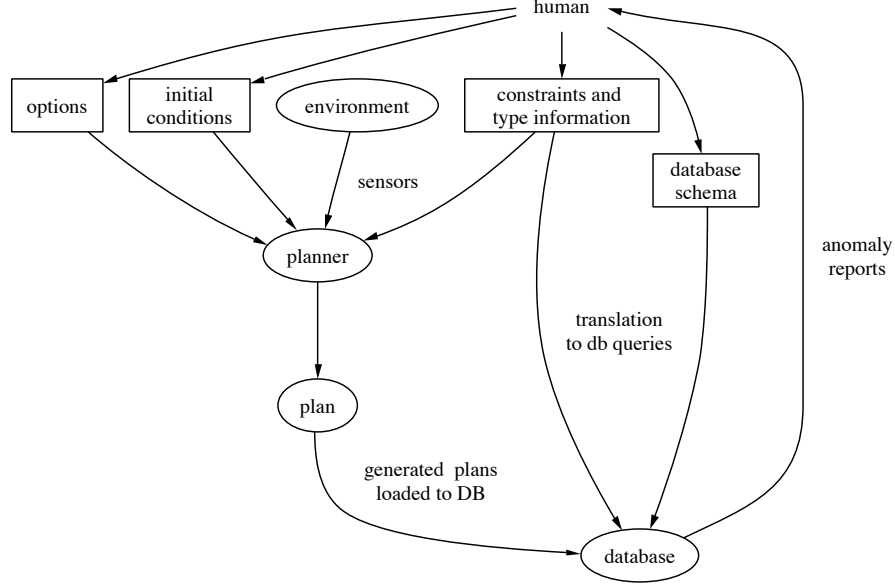 human
options
initial
conditions
environment
constraints and
type information
database
schema
sensors
planner
anomaly
reports
translation
to db queries
plan
generated plans
loaded to DB
database